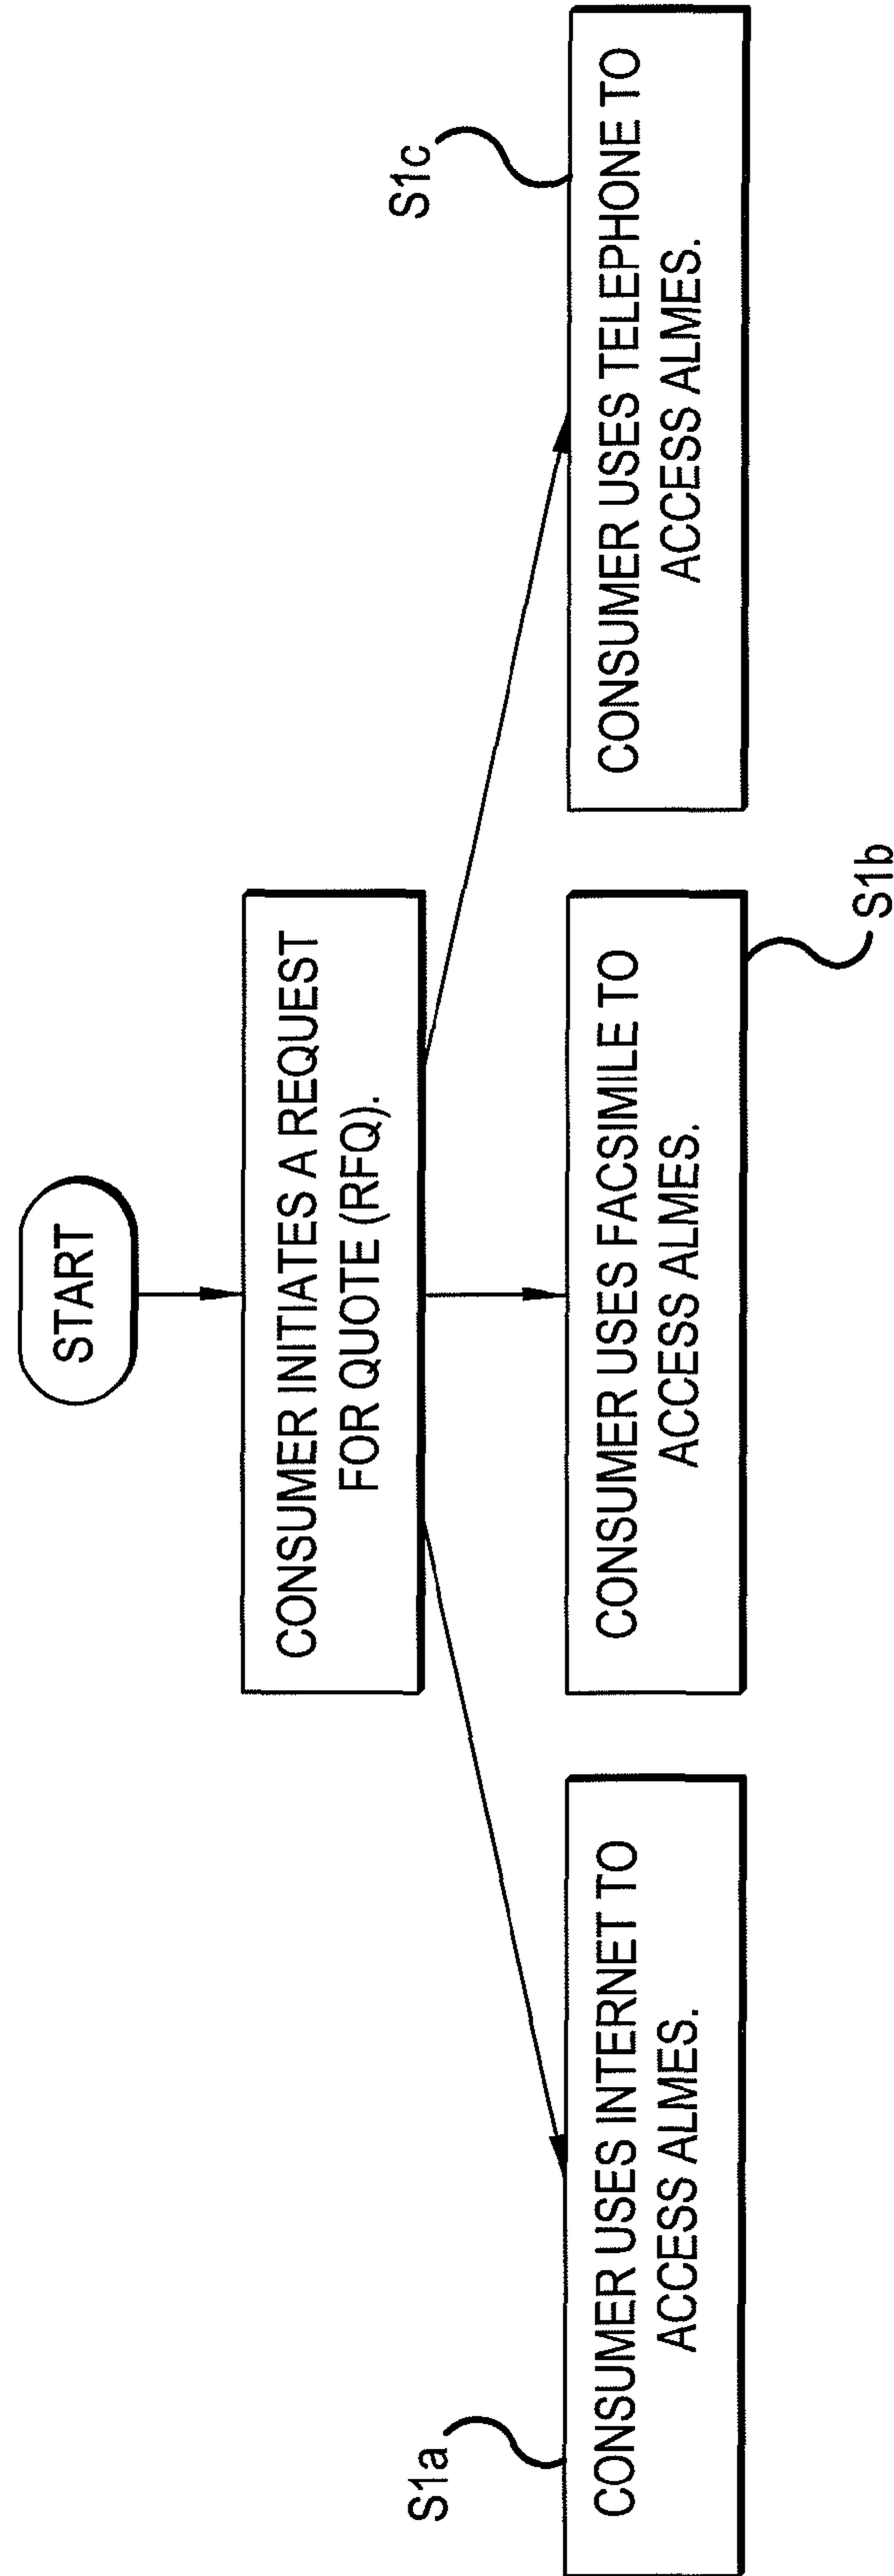 START
CONSUMER INITIATES A REQUEST
FOR QUOTE (RFQ).
S1a
CONSUMER USES INTERNET TO
ACCESS ALMES.
CONSUMER USES FACSIMILE TO
ACCESS ALMES.
S1b
S1c
CONSUMER USES TELEPHONE TO
ACCESS ALMES.